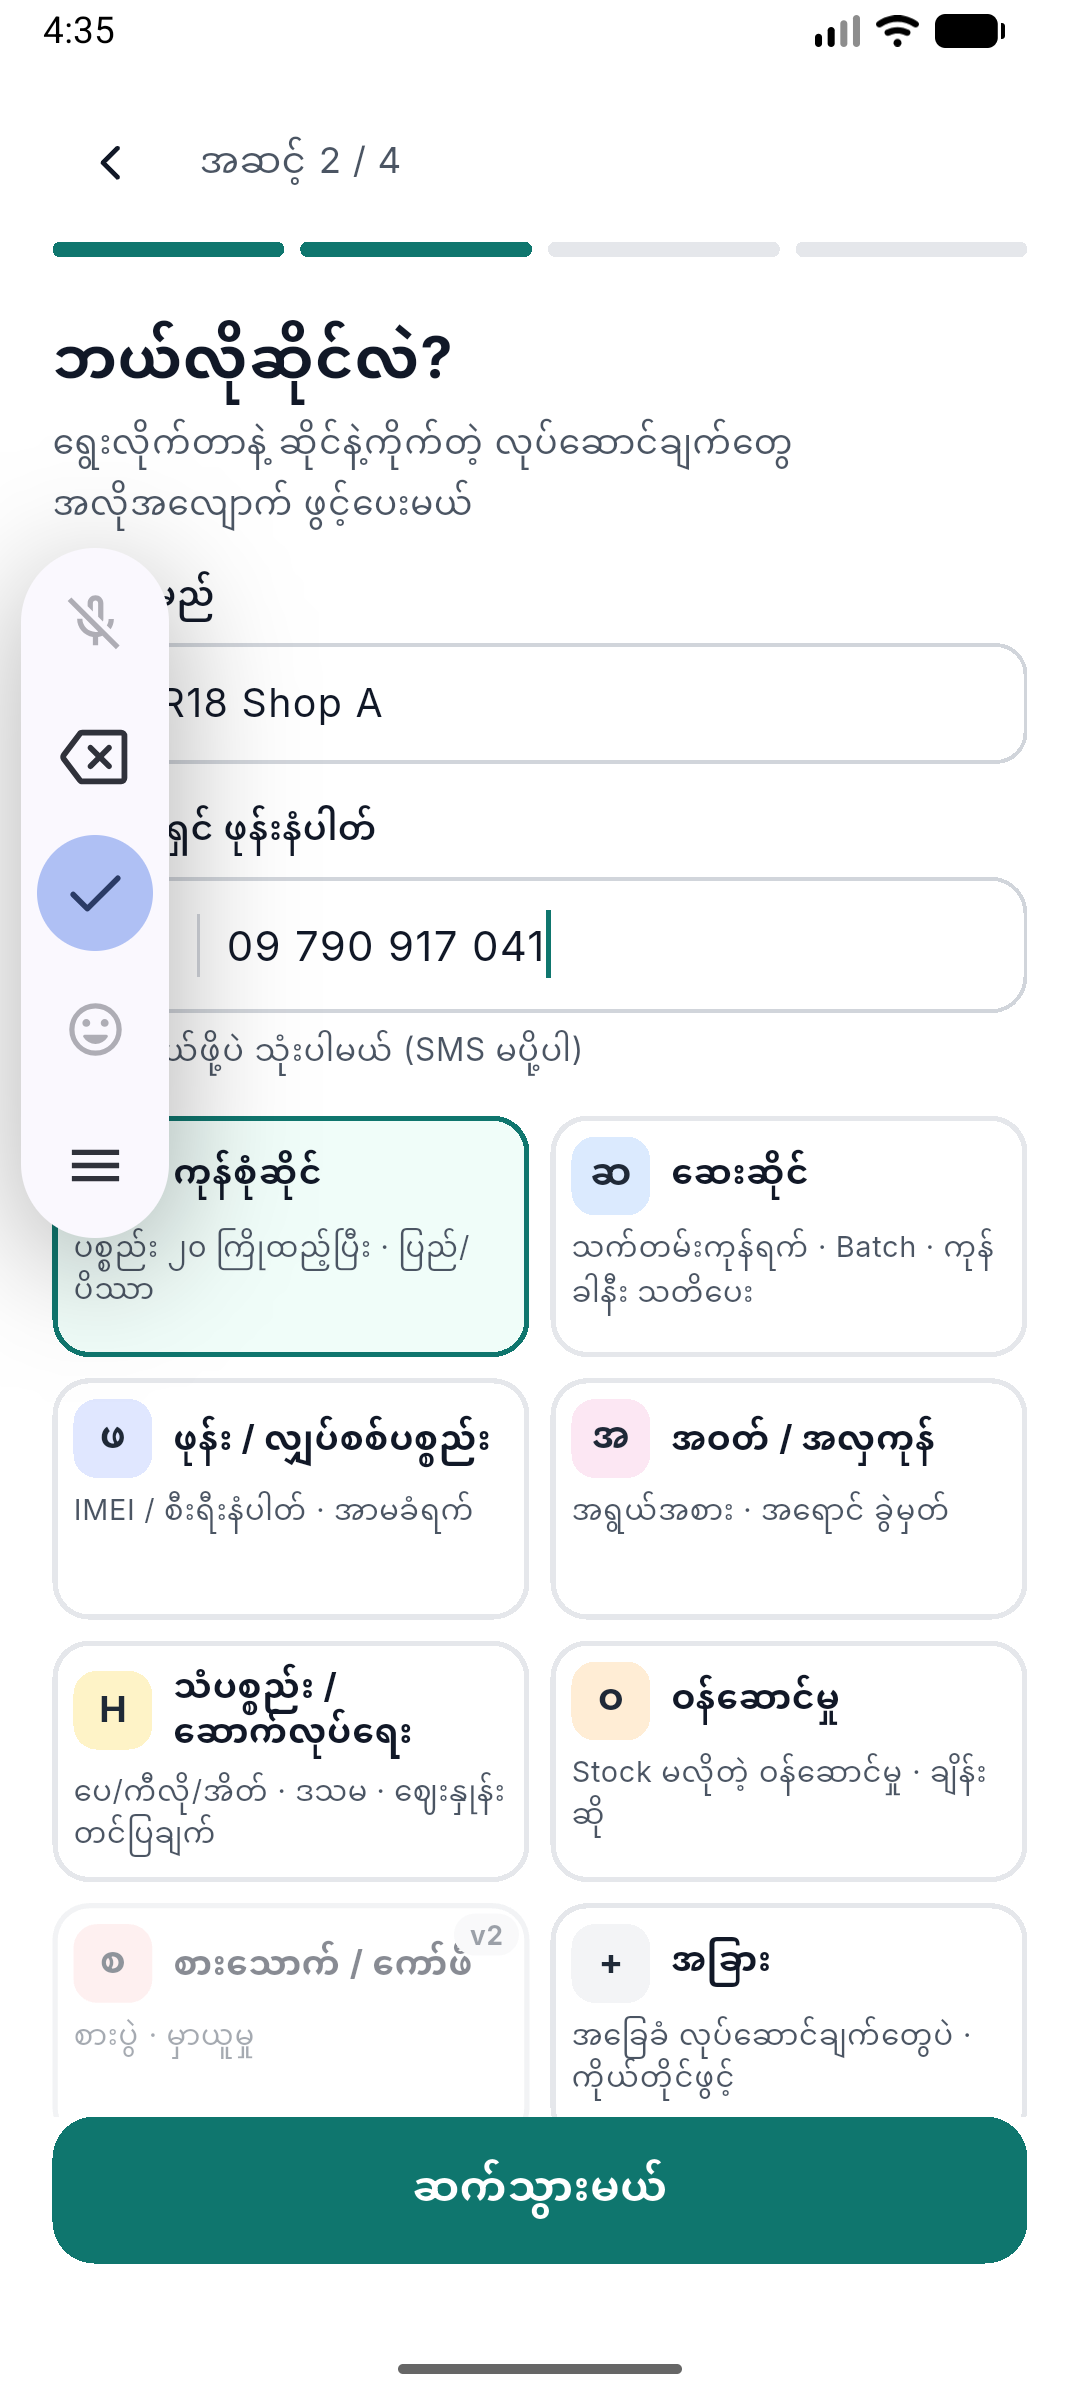 4:35
အဆင့် 2 / 4
ဘယ်လိုဆိုင်လဲ?
ရွေးလိုက်တာနဲ့ ဆိုင်နဲ့ကိုက်တဲ့ လုပ်ဆောင်ချက်တွေ
အလိုအလျောက် ဖွင့်ပေးမယ်
မည်
R18 Shop A
ရှင် ဖုန်းနံပါတ်
09 790 917 041
ယ်ဖို့ပဲ သုံးပါမယ် (SMS မပို့ပါ)
ကုန်စုံဆိုင်
ပစ္စည်း ၂၀ ကြိုထည့်ပြီး · ပြည်/
ပိဿာ
ဆ ဆေးဆိုင်
သက်တမ်းကုန်ရက် · Batch · ကုန်
ခါနီး သတိပေး
ဖ ဖုန်း / လျှပ်စစ်ပစ္စည်း
IMEI / စီးရီးနံပါတ် · အာမခံရက်
အ အဝတ် / အလှကုန်
အရွယ်အစား · အရောင် ခွဲမှတ်
H သံပစ္စည်း /
ဆောက်လုပ်ရေး
ပေ/ကီလို/အိတ် · ဒသမ · ဈေးနှုန်း
တင်ပြချက်
ဝ ဝန်ဆောင်မှု
Stock မလိုတဲ့ ဝန်ဆောင်မှု · ချိန်း
ဆို
v2
စ စားသောက် / ကော်ဖီ
စားပွဲ · မှာယူမှု
+ အခြား
အခြေခံ လုပ်ဆောင်ချက်တွေပဲ ·
ကိုယ်တိုင်ဖွင့်
ဆက်သွားမယ်